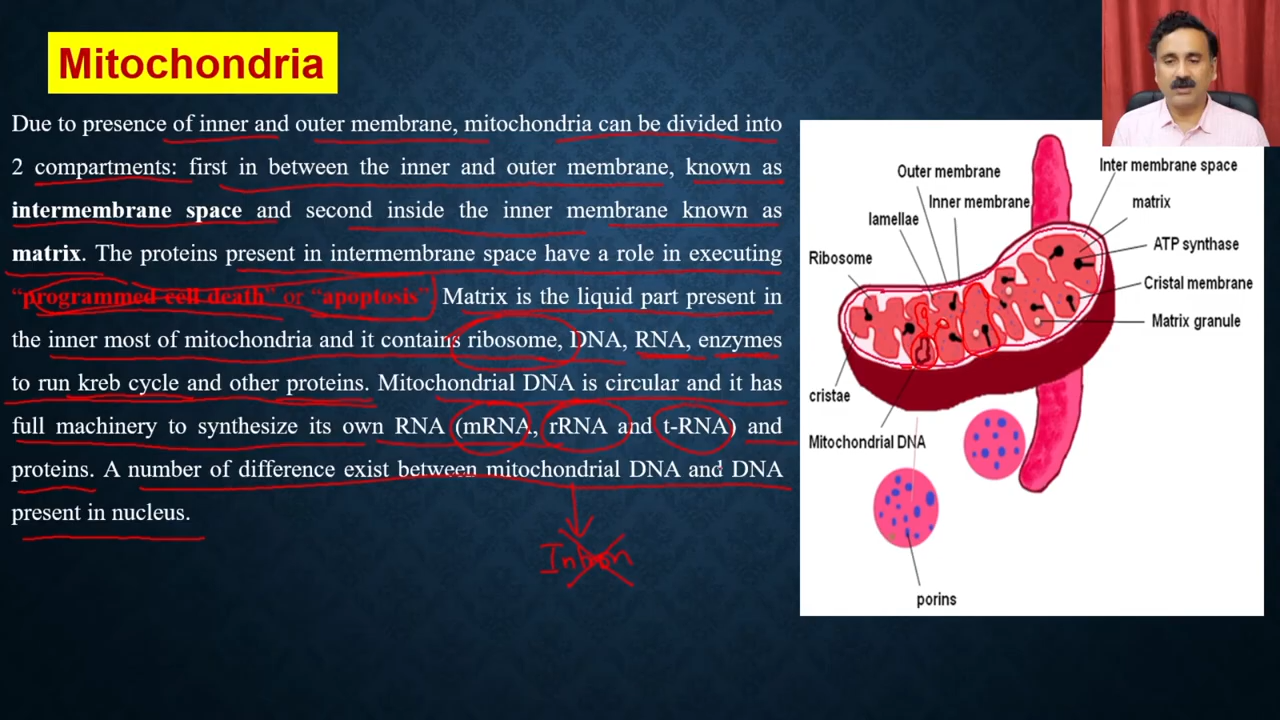 Mitochondria
Due to presence of inner and outer membrane, mitochondria can be divided into
2 compartments: first in between the inner and outer membrane, known as
intermembrane space and second inside the inner membrane known as
matrix. The proteins present in intermembrane space have a role in executing
“programmed cell death” or “apoptosis”. Matrix is the liquid part present in
the inner most of mitochondria and it contains ribosome, DNA, RNA, enzymes
to run kreb cycle and other proteins. Mitochondrial DNA is circular and it has
full machinery to synthesize its own RNA (mRNA, rRNA and t-RNA) and
proteins. A number of difference exist between mitochondrial DNA and DNA
present in nucleus.
Intron
Outer membrane
Inner membrane
lamellae
Ribosome
Inter membrane space
matrix
ATP synthase
Cristal membrane
Matrix granule
cristae
Mitochondrial DNA
porins